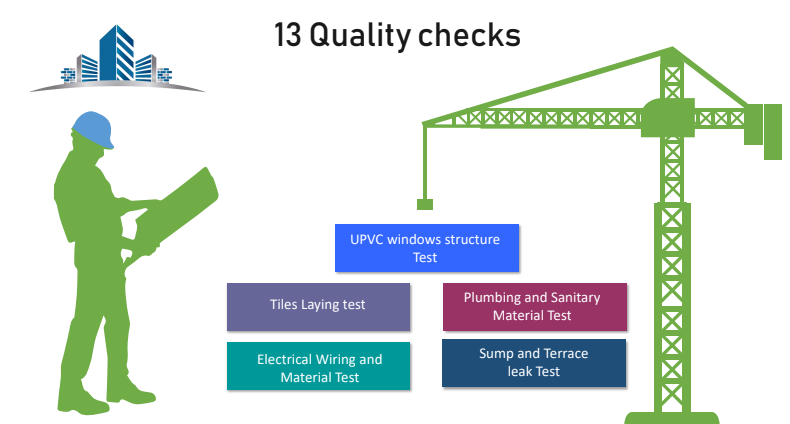 13 Quality checks
UPVC windows structure
Test
Tiles Laying test
Plumbing and Sanitary
Material Test
Electrical Wiring and
Material Test
Sump and Terrace
leak Test